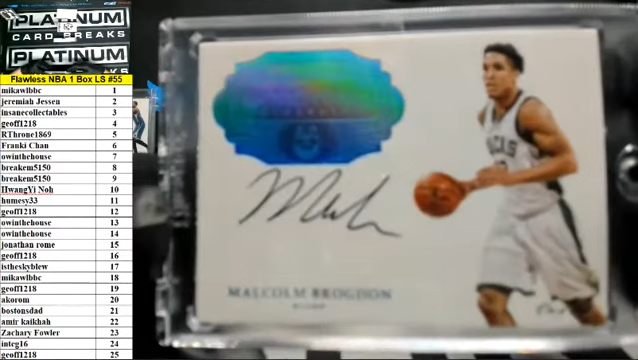 PLATINUM
CARD BREAKS
PLATINUM
Flawless NBA 1 Box LS #55
mikawlbbc 1
jeremiah Jessen 2
insanecollectables 3
geoff1218 4
RThrone1869 5
Franki Chan 6
owinthehouse 7
breakem5150 8
breakem5150 9
HwangYi Noh 10
humesy33 11
geoff1218 12
owinthehouse 13
owinthehouse 14
jonathan rome 15
geoff1218 16
istheskyblew 17
mikawlbbc 18
geoff1218 19
akorom 20
bostonsdad 21
amir kaikhah 22
Zachary Fowler 23
integ16 24
geoff1218 25
MALCOLM BROGDON